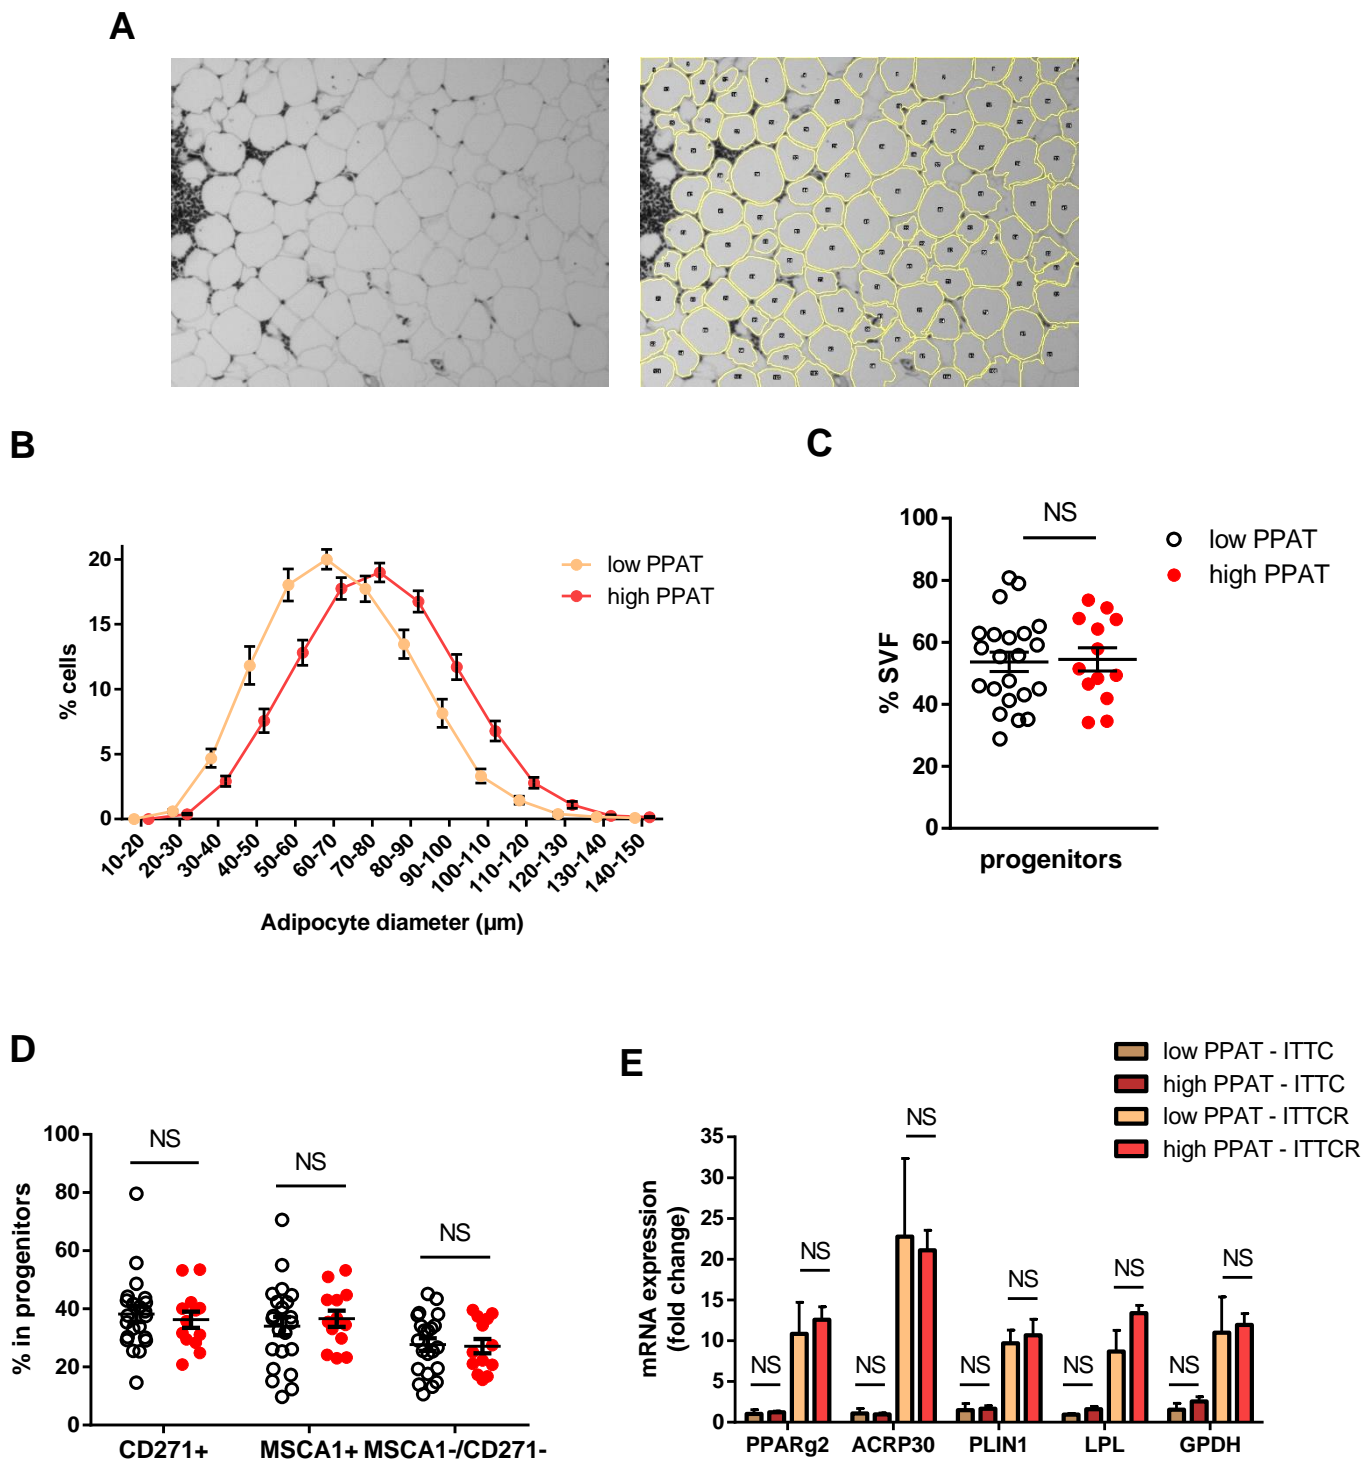 A
B
low PPAT
high PPAT
% cells
20
15
10
5
0
10-20
20-30
30-40
40-50
50-60
60-70
70-80
80-90
90-100
100-110
110-120
120-130
130-140
140-150
Adipocyte diameter (µm)
C
NS
low PPAT
high PPAT
% SVF
100
80
60
40
20
0
progenitors
D
% in progenitors
100
80
60
40
20
0
NS
NS
NS
CD271+
MSCA1+
MSCA1-/CD271-
E
low PPAT - ITTC
high PPAT - ITTC
low PPAT - ITTCR
high PPAT - ITTCR
mRNA expression
(fold change)
35
30
25
20
15
10
5
0
NS
NS
NS
NS
NS
NS
NS
NS
NS
NS
PPARg2
ACRP30
PLIN1
LPL
GPDH